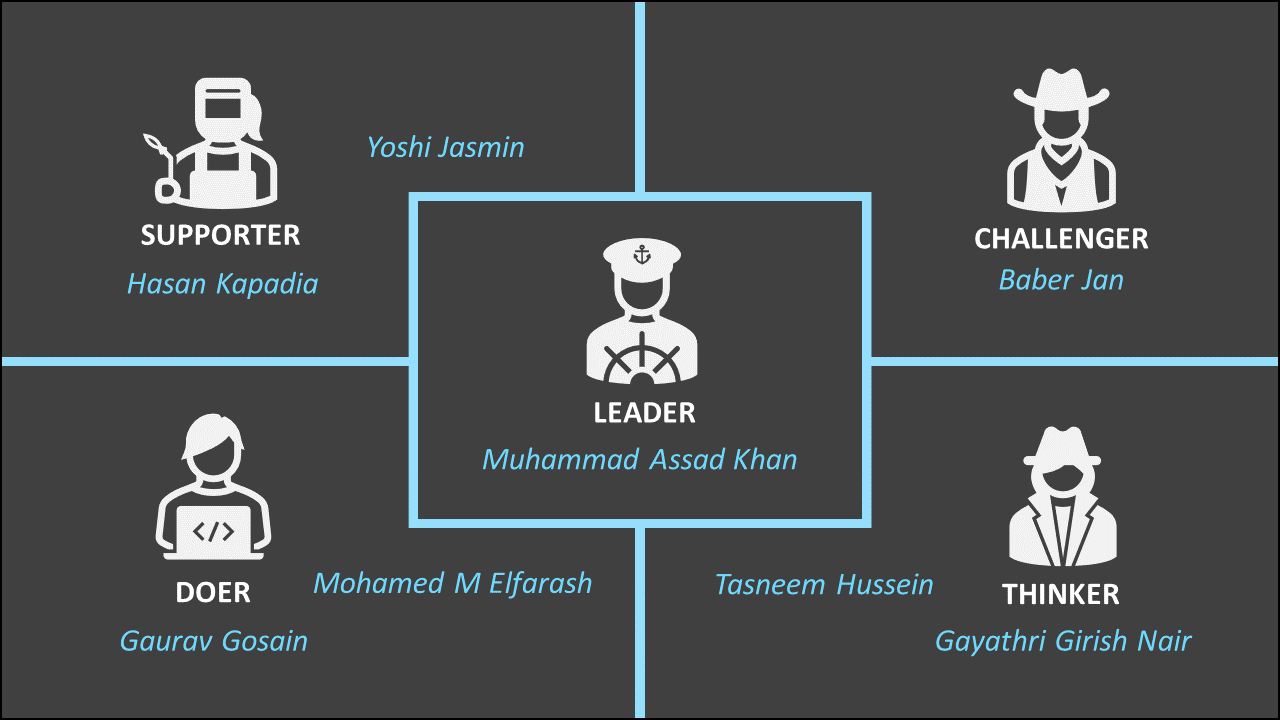 Yoshi Jasmin
SUPPORTER
Hasan Kapadia
CHALLENGER
Baber Jan
LEADER
Muhammad Assad Khan
</>
DOER
Mohamed M Elfarash
Gaurav Gosain
Tasneem Hussein
THINKER
Gayathri Girish Nair